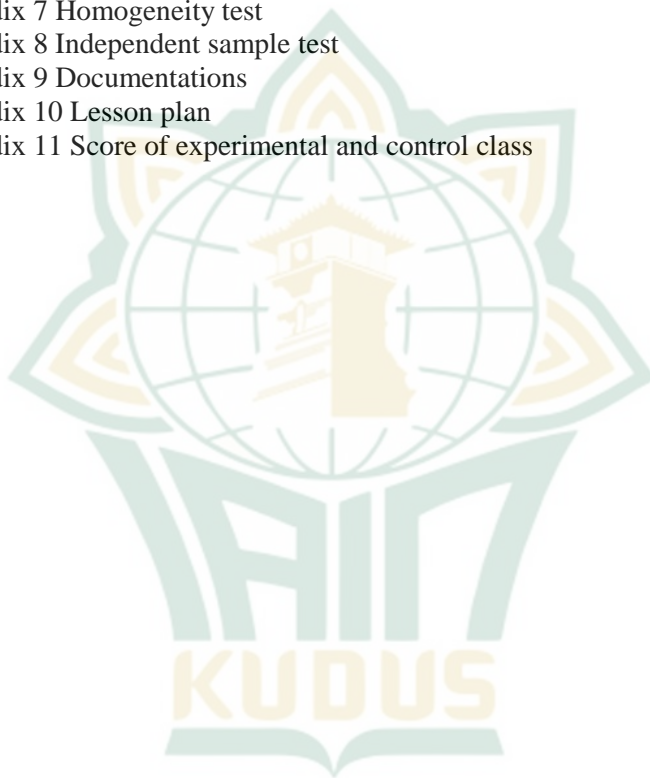 dix 7 Homogeneity test
dix 8 Independent sample test
dix 9 Documentations
dix 10 Lesson plan
dix 11 Score of experimental and control class
IAIN
KUDUS